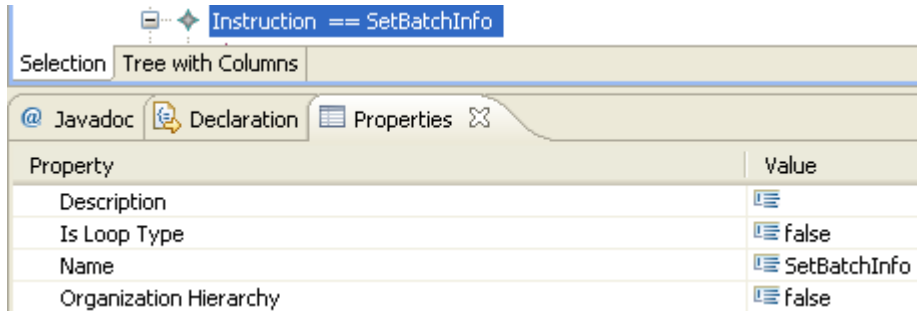 Instruction == SetBatchInfo
Selection Tree with Columns
@ Javadoc Declaration Properties
Property Value
Description
Is Loop Type false
Name SetBatchInfo
Organization Hierarchy false